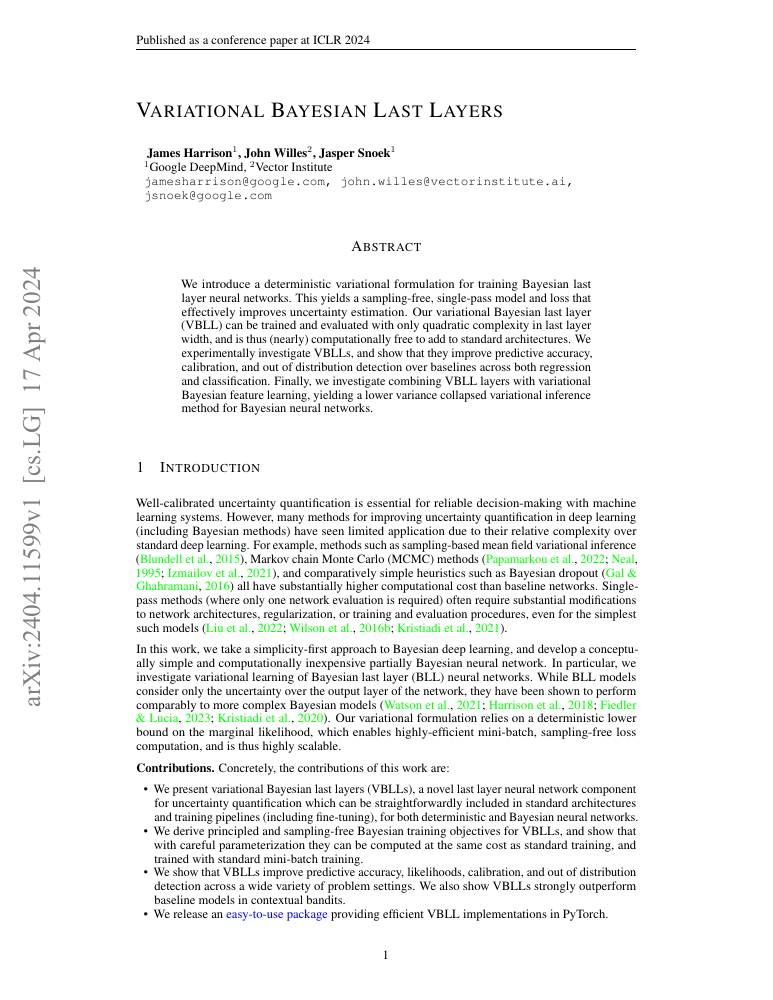 Published as a conference paper at ICLR 2024
VARIATIONAL BAYESIAN LAST LAYERS
James Harrison1, John Willes2, Jasper Snoek1
1Google DeepMind, 2Vector Institute
jamesharrison@google.com, john.willes@vectorinstitute.ai,
jsnoek@google.com
ABSTRACT
We introduce a deterministic variational formulation for training Bayesian last
layer neural networks. This yields a sampling-free, single-pass model and loss that
effectively improves uncertainty estimation. Our variational Bayesian last layer
(VBLL) can be trained and evaluated with only quadratic complexity in last layer
width, and is thus (nearly) computationally free to add to standard architectures. We
experimentally investigate VBLLs, and show that they improve predictive accuracy,
calibration, and out of distribution detection over baselines across both regression
and classification. Finally, we investigate combining VBLL layers with variational
Bayesian feature learning, yielding a lower variance collapsed variational inference
method for Bayesian neural networks.
1 INTRODUCTION
Well-calibrated uncertainty quantification is essential for reliable decision-making with machine
learning systems. However, many methods for improving uncertainty quantification in deep learning
(including Bayesian methods) have seen limited application due to their relative complexity over
standard deep learning. For example, methods such as sampling-based mean field variational inference
(Blundell et al., 2015), Markov chain Monte Carlo (MCMC) methods (Papamarkou et al., 2022; Neal,
1995; Izmailov et al., 2021), and comparatively simple heuristics such as Bayesian dropout (Gal &
Ghahramani, 2016) all have substantially higher computational cost than baseline networks. Single-
pass methods (where only one network evaluation is required) often require substantial modifications
to network architectures, regularization, or training and evaluation procedures, even for the simplest
such models (Liu et al., 2022; Wilson et al., 2016b; Kristiadi et al., 2021).
In this work, we take a simplicity-first approach to Bayesian deep learning, and develop a conceptu-
ally simple and computationally inexpensive partially Bayesian neural network. In particular, we
investigate variational learning of Bayesian last layer (BLL) neural networks. While BLL models
consider only the uncertainty over the output layer of the network, they have been shown to perform
comparably to more complex Bayesian models (Watson et al., 2021; Harrison et al., 2018; Fiedler
& Lucia, 2023; Kristiadi et al., 2020). Our variational formulation relies on a deterministic lower
bound on the marginal likelihood, which enables highly-efficient mini-batch, sampling-free loss
computation, and is thus highly scalable.
Contributions. Concretely, the contributions of this work are:
• We present variational Bayesian last layers (VBLLs), a novel last layer neural network component
for uncertainty quantification which can be straightforwardly included in standard architectures
and training pipelines (including fine-tuning), for both deterministic and Bayesian neural networks.
• We derive principled and sampling-free Bayesian training objectives for VBLLs, and show that
with careful parameterization they can be computed at the same cost as standard training, and
trained with standard mini-batch training.
• We show that VBLLs improve predictive accuracy, likelihoods, calibration, and out of distribution
detection across a wide variety of problem settings. We also show VBLLs strongly outperform
baseline models in contextual bandits.
• We release an easy-to-use package providing efficient VBLL implementations in PyTorch.
1
arXiv:2404.11599v1 [cs.LG] 17 Apr 2024